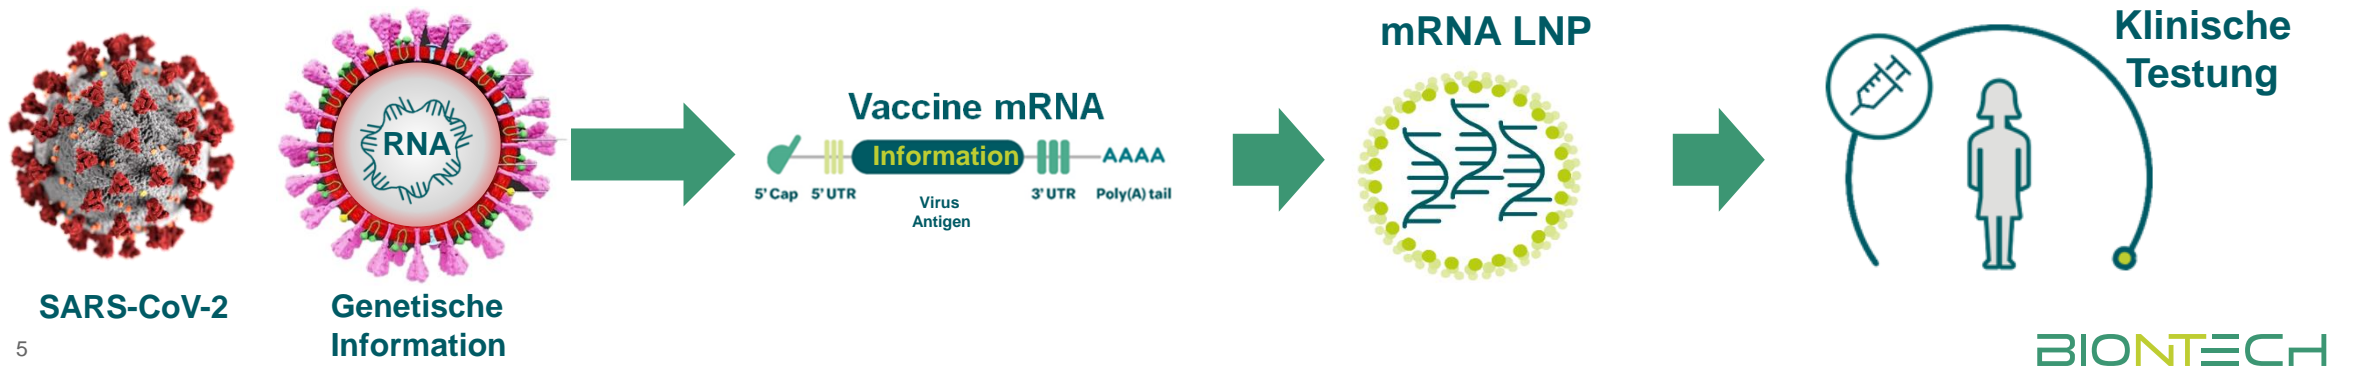 SARS-CoV-2
RNA
Genetische
Information
Vaccine mRNA
Information
AAAA
5' Cap 5' UTR
3' UTR Poly(A) tail
Virus
Antigen
mRNA LNP
Klinische
Testung
5
BIONTECH